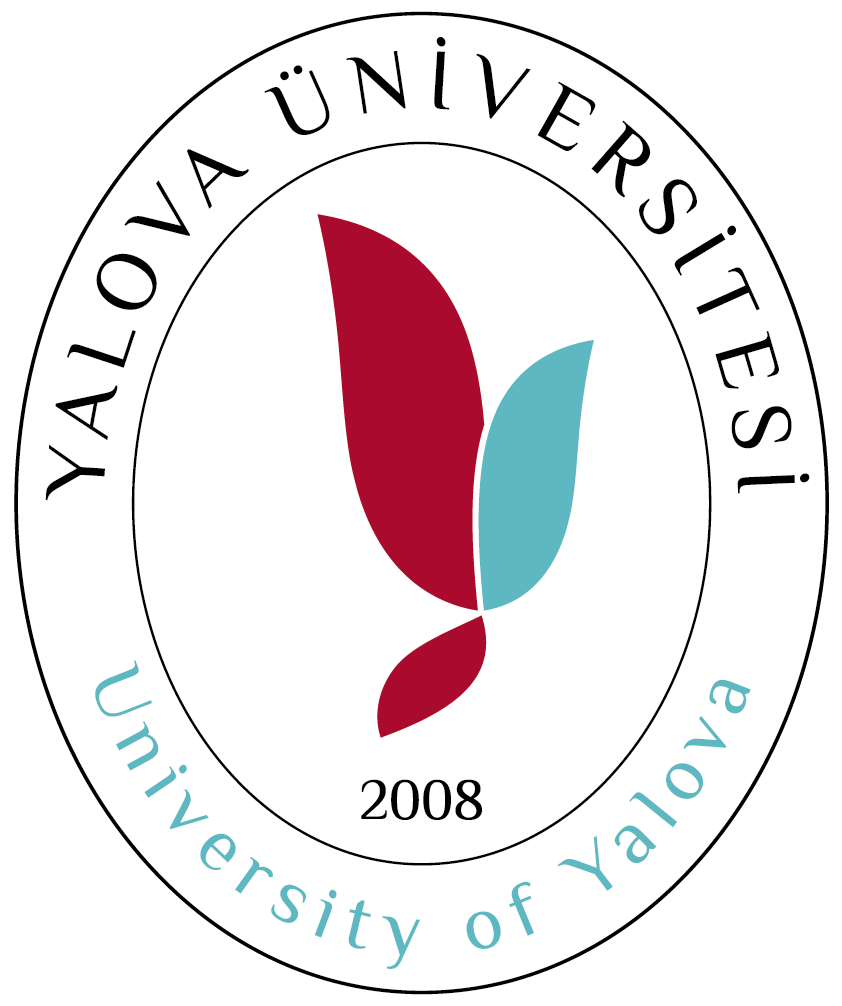 YALOVA ÜNİVERSİTESİ
2008
University of Yalova